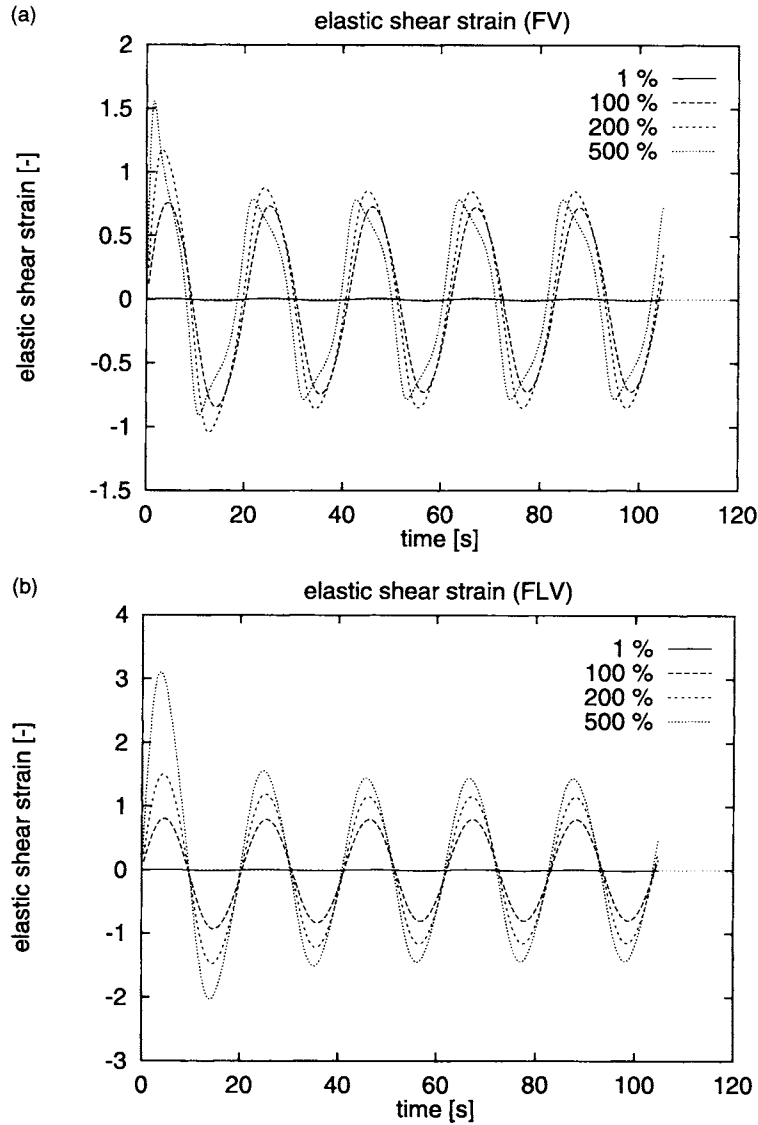 (a)
elastic shear strain (FV)
2
1.5
1
0.5
0
-0.5
-1
-1.5
elastic shear strain [-]
1 %
100 %
200 %
500 %
0 20 40 60 80 100 120
time [s]
(b)
elastic shear strain (FLV)
4
3
2
1
0
-1
-2
-3
elastic shear strain [-]
1 %
100 %
200 %
500 %
0 20 40 60 80 100 120
time [s]